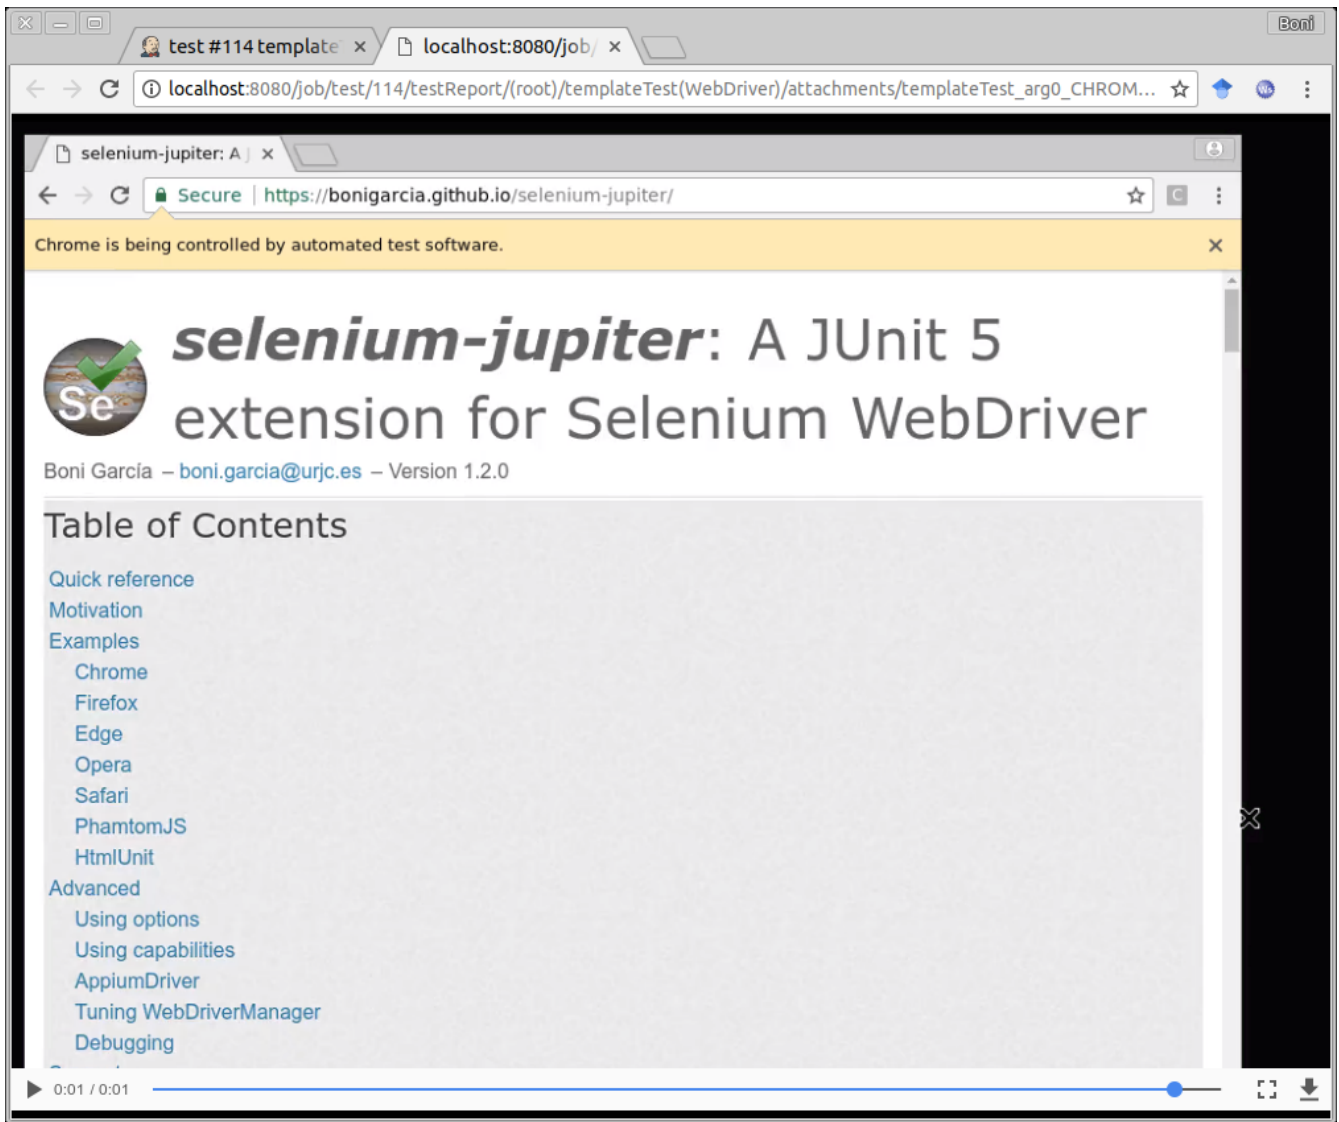 Boni
test #114 template
localhost:8080/job/
localhost:8080/job/test/114/testReport/(root)/templateTest(WebDriver)/attachments/templateTest_arg0_CHROM...
selenium-jupiter: A J
Secure https://bonigarcia.github.io/selenium-jupiter/
C
Chrome is being controlled by automated test software.
Se
selenium-jupiter: A JUnit 5
extension for Selenium WebDriver
Boni García – boni.garcia@urjc.es – Version 1.2.0
Table of Contents
Quick reference
Motivation
Examples
Chrome
Firefox
Edge
Opera
Safari
PhamtomJS
HtmlUnit
Advanced
Using options
Using capabilities
AppiumDriver
Tuning WebDriverManager
Debugging
0:01 / 0:01